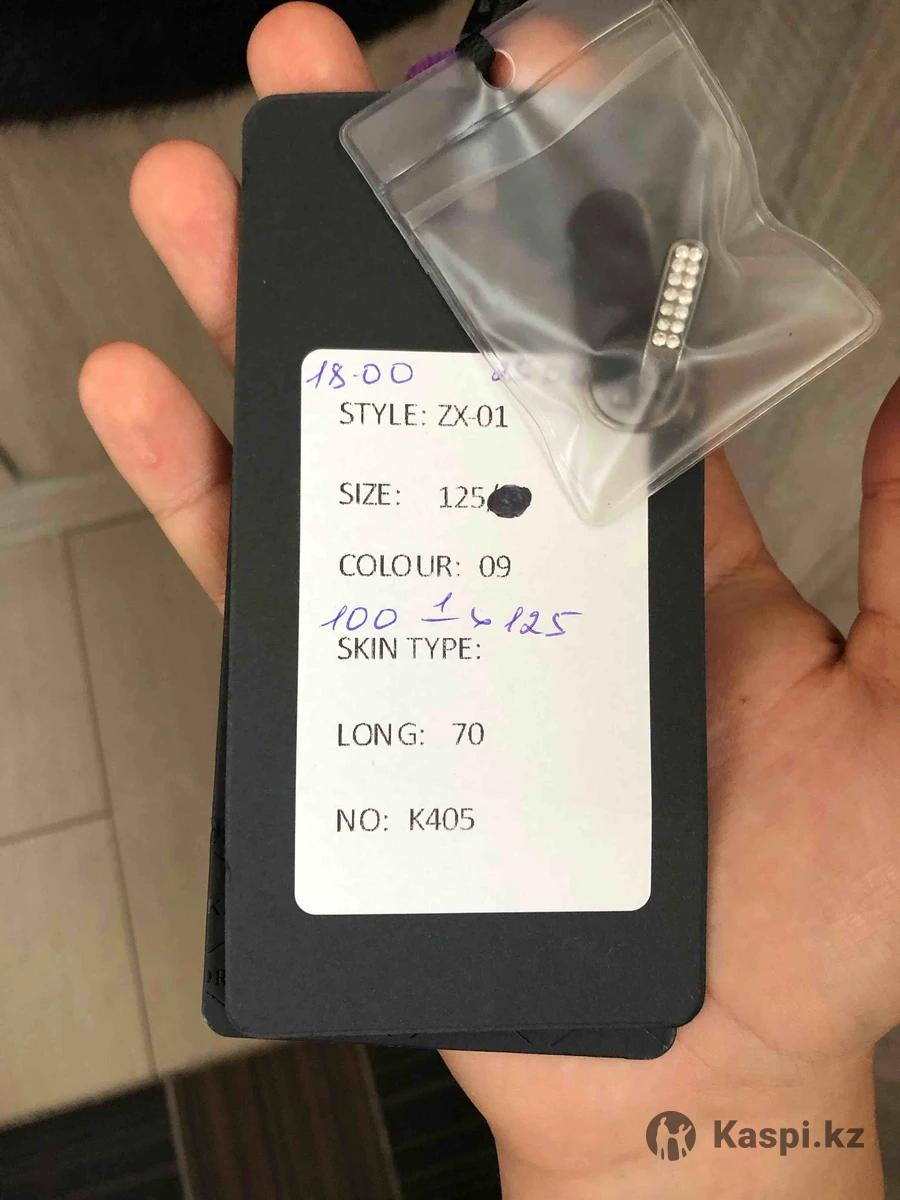 18-00
STYLE: ZX-01
SIZE: 125/
COLOUR: 09
100 1 125
SKIN TYPE:
LONG: 70
NO: K405
Kaspi.kz